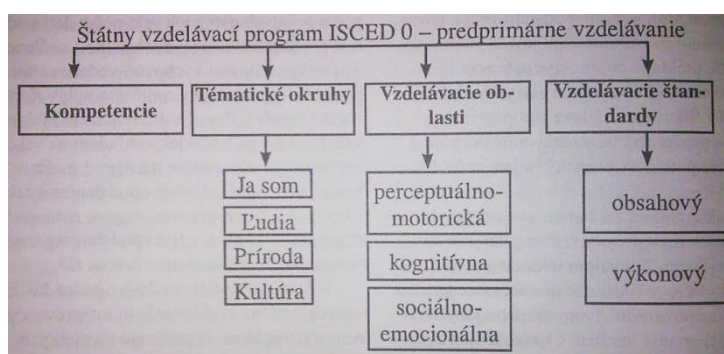 Štátny vzdelávací program ISCED 0 – predprimárne vzdelávanie
Kompetencie
Tématické okruhy
Vzdelávacie ob-
lasti
Vzdelávacie štan-
dardy
Ja som
Ľudia
Príroda
Kultúra
perceptuálno-
motorická
kognitívna
sociálno-
emocionálna
obsahový
výkonový